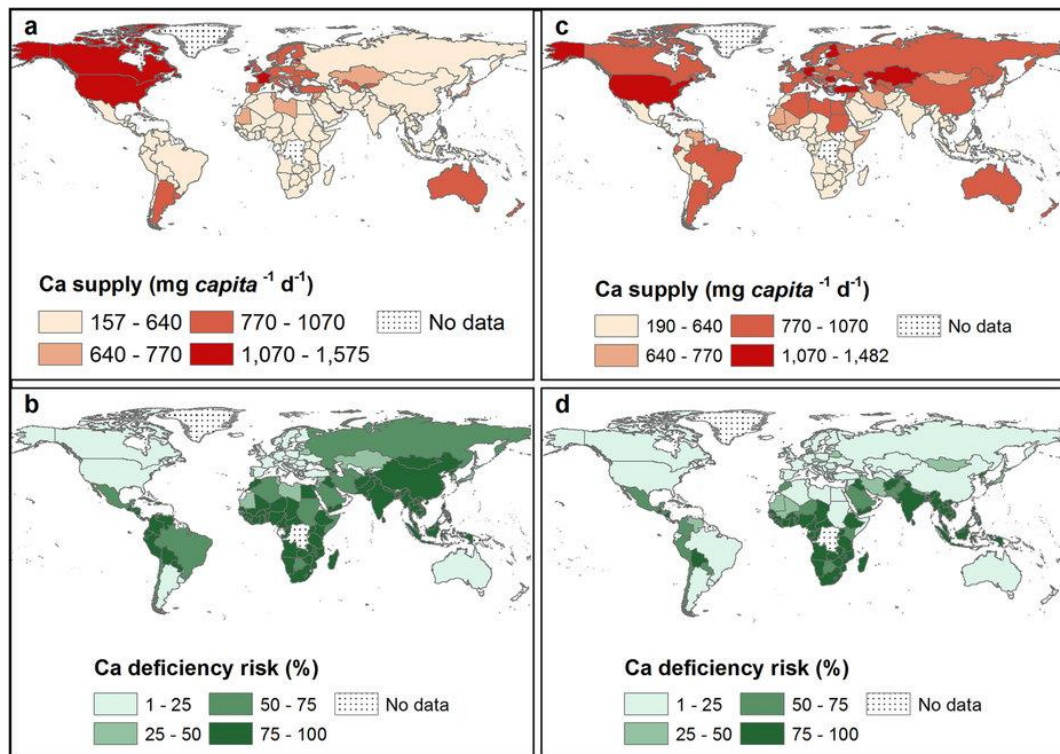 a
Ca supply (mg capita -1 d-1)
157 - 640
770 - 1070
No data
640 - 770
1,070 - 1,575
c
Ca supply (mg capita -1 d-1)
190 - 640
770 - 1070
No data
640 - 770
1,070 - 1,482
b
Ca deficiency risk (%)
1 - 25
50 - 75
No data
25 - 50
75 - 100
d
Ca deficiency risk (%)
1 - 25
50 - 75
No data
25 - 50
75 - 100